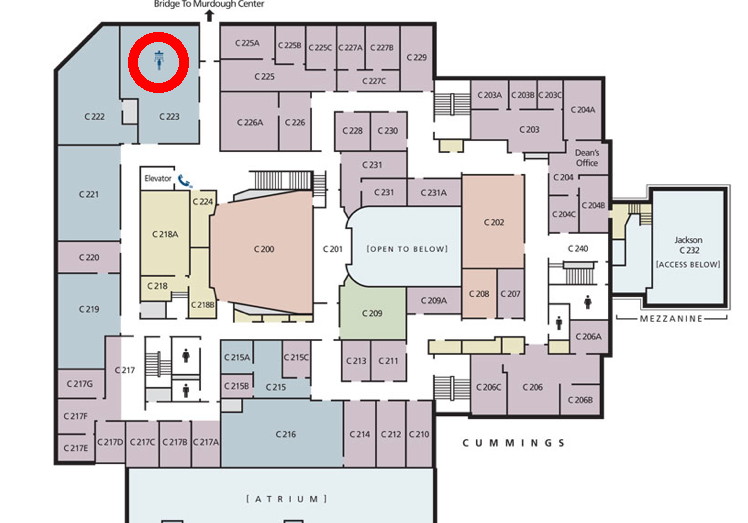 Bridge To Murdough Center
C 225A
C 225B
C 225C
C 227A
C 227B
C 229
C 225
C 227C
C 222
C 223
C 226A
C 226
C 228
C 230
C 203A
C 203B
C 203C
C 204A
C 203
Dean's
Office
C 204
C 231
C 221
Elevator
C 224
C 231
C 231A
C 204B
C 204C
C 218A
C 200
C 201
[OPEN TO BELOW]
C 202
C 240
Jackson
C 232
[ACCESS BELOW]
C 220
C 218
C 218B
C 219
C 209
C 209A
C 208
C 207
MEZZANINE
C 206A
C 217
C 215A
C 215C
C 213
C 211
C 215B
C 215
C 217G
C 206C
C 206
C 206B
C 217F
C 217E
C 217D
C 217C
C 217B
C 217A
C 216
C 214
C 212
C 210
CUMMINGS
[ATRIUM]